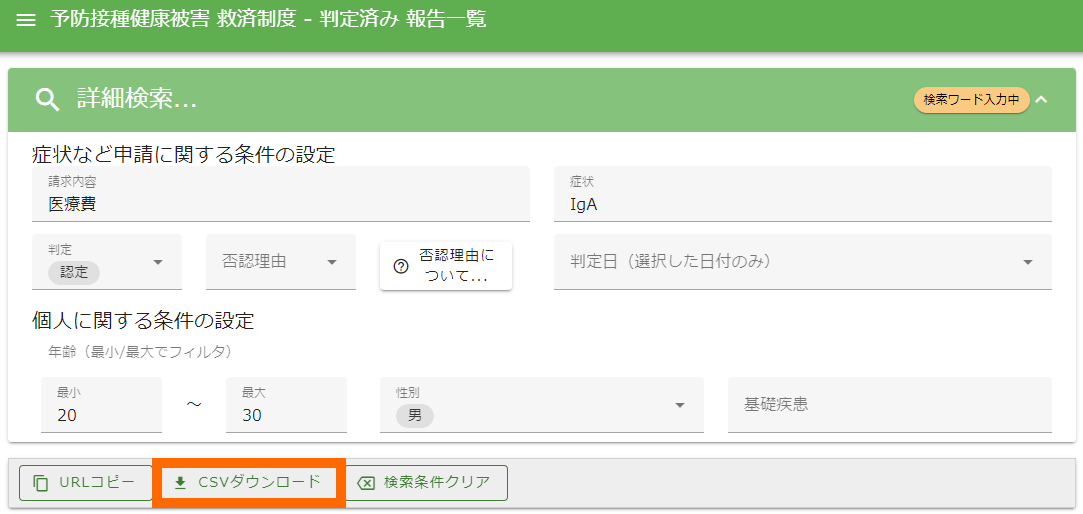 予防接種健康被害 救済制度 - 判定済み 報告一覧
詳細検索...
検索ワード入力中
症状など申請に関する条件の設定
請求内容
医療費
症状
IgA
判定
認定
否認理由
否認理由に
ついて...
判定日（選択した日付のみ）
個人に関する条件の設定
年齢（最小/最大でフィルタ）
最小
20
～
最大
30
性別
男
基礎疾患
URLコピー
CSVダウンロード
検索条件クリア